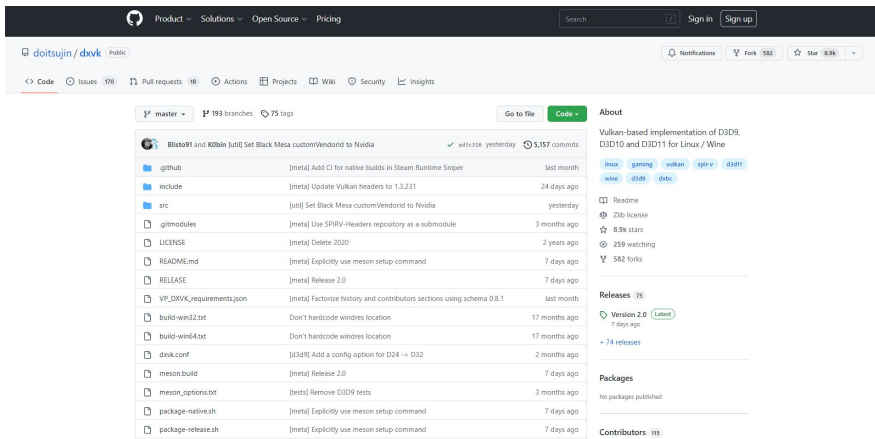 Product Solutions Open Source Pricing Search / Sign in Sign up
doitsujin / dxvk Public Notifications Fork 582 Star 8.9k
Code Issues 170 Pull requests 18 Actions Projects Wiki Security Insights
master 193 branches 75 tags Go to file Code
Blisto91 and K0bin [util] Set Black Mesa customVendorId to Nvidia yesterday 5,157 commits
.github [meta] Add CI for native builds in Steam Runtime Sniper last month
include [meta] Update Vulkan headers to 1.3.231 24 days ago
src [util] Set Black Mesa customVendorId to Nvidia yesterday
.gitmodules [meta] Use SPIRV-Headers repository as a submodule 3 months ago
LICENSE [meta] Delete 2020 2 years ago
README.md [meta] Explicitly use meson setup command 7 days ago
RELEASE [meta] Release 2.0 7 days ago
VP_DXVK_requirements.json [meta] Factorize history and contributors sections using schema 0.8.1 last month
build-win32.txt Don't hardcode windres location 17 months ago
build-win64.txt Don't hardcode windres location 17 months ago
dxvk.conf [d3d9] Add a config option for D24 -> D32 2 months ago
meson.build [meta] Release 2.0 7 days ago
meson_options.txt [tests] Remove D3D9 tests 3 months ago
package-native.sh [meta] Explicitly use meson setup command 7 days ago
package-release.sh [meta] Explicitly use meson setup command 7 days ago
About
Vulkan-based implementation of D3D9,
D3D10 and D3D11 for Linux / Wine
linux gaming vulkan spir-v d3d11
wine d3d9 dxbc
Readme
Zlib license
8.9k stars
259 watching
582 forks
Releases 75
Version 2.0 Latest
7 days ago
+ 74 releases
Packages
No packages published
Contributors 115